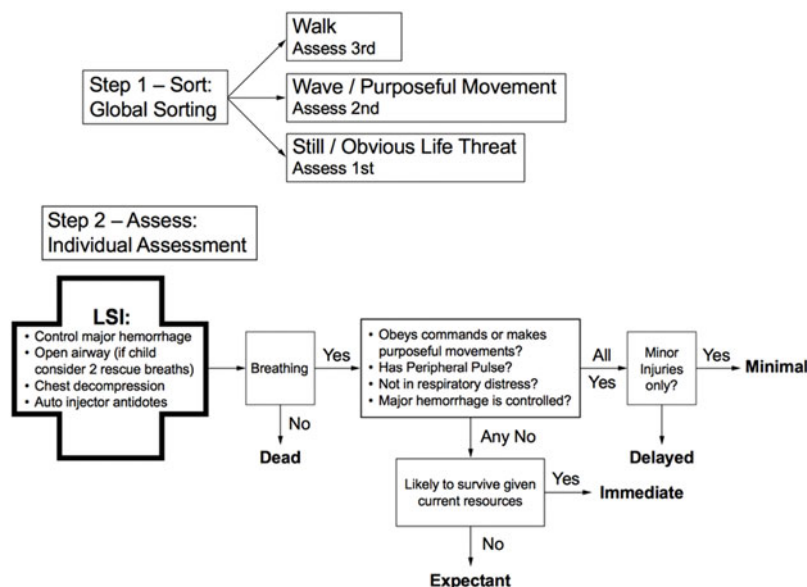 Walk
Assess 3rd
Step 1 – Sort:
Global Sorting
Wave / Purposeful Movement
Assess 2nd
Still / Obvious Life Threat
Assess 1st
Step 2 – Assess:
Individual Assessment
LSI:
• Control major hemorrhage
• Open airway (if child
consider 2 rescue breaths)
• Chest decompression
• Auto injector antidotes
Breathing
Yes
No
Dead
• Obeys commands or makes
purposeful movements?
• Has Peripheral Pulse?
• Not in respiratory distress?
• Major hemorrhage is controlled?
All
Yes
Minor
Injuries
only?
Yes
Minimal
Delayed
Any No
Likely to survive given
current resources
Yes
Immediate
No
Expectant